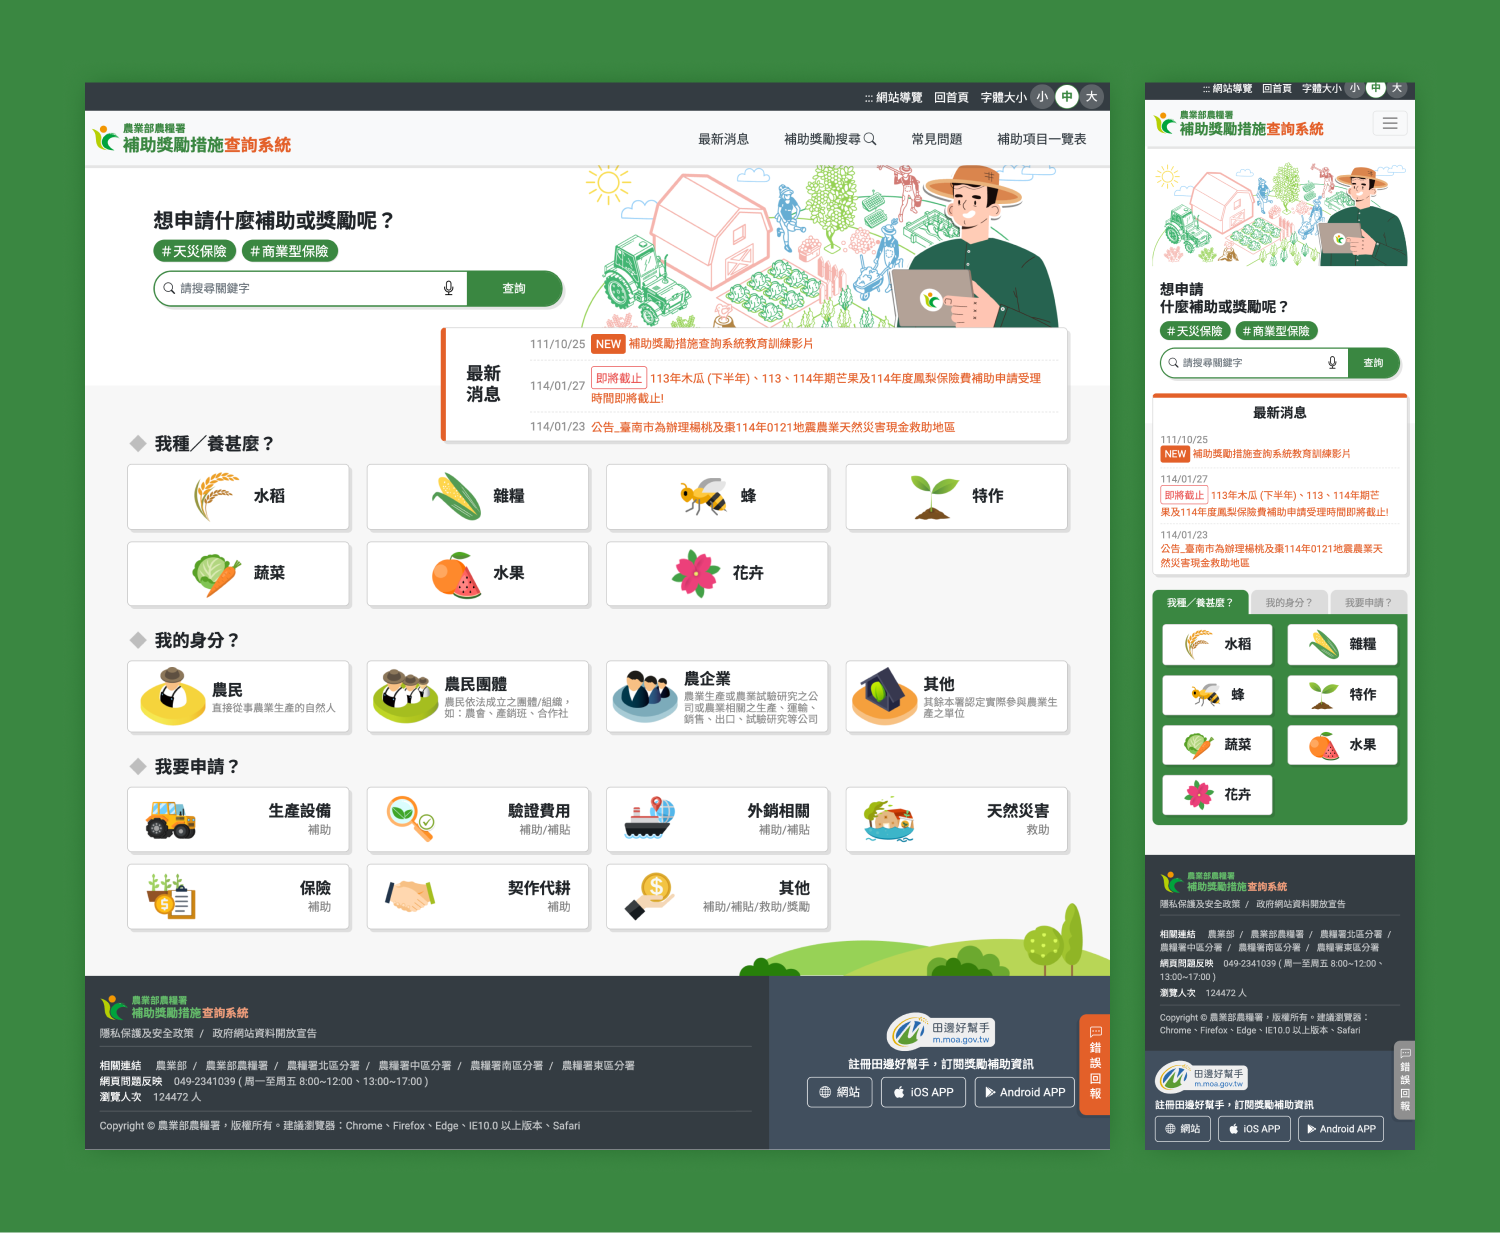 ::: 網站導覽 回首頁 字體大小 小 中 大
農業部農糧署
補助獎勵措施查詢系統
最新消息 補助獎勵搜尋 常見問題 補助項目一覽表
想申請什麼補助或獎勵呢？
#天災保險 #商業型保險
請搜尋關鍵字 查詢
最新
消息
111/10/25 NEW 補助獎勵措施查詢系統教育訓練影片
114/01/27 即將截止 113年木瓜 (下半年)、113、114年期芒果及114年度鳳梨保險費補助申請受理
時間即將截止!
114/01/23 公告_臺南市為辦理楊桃及棗114年0121地震農業天然災害現金救助地區
我種／養甚麼？
水稻 雜糧 蜂 特作
蔬菜 水果 花卉
我的身分？
農民
直接從事農業生產的自然人
農民團體
農民依法成立之團體/組織，
如：農會、產銷班、合作社
農企業
農業生產或農業試驗研究之公
司或農業相關之生產、運輸、
銷售、出口、試驗研究等公司
其他
其餘本署認定實際參與農業生
產之單位
我要申請？
生產設備
補助
驗證費用
補助/補貼
外銷相關
補助/補貼
天然災害
救助
保險
補助
契作代耕
補助
其他
補助/補貼/救助/獎勵
農業部農糧署
補助獎勵措施查詢系統
隱私保護及安全政策 / 政府網站資料開放宣告
相關連結 農業部 / 農業部農糧署 / 農糧署北區分署 / 農糧署中區分署 / 農糧署南區分署 / 農糧署東區分署
網頁問題反映 049-2341039 ( 周一至周五 8:00~12:00、13:00~17:00 )
瀏覽人次 124472 人
Copyright © 農業部農糧署，版權所有。建議瀏覽器：Chrome、Firefox、Edge、IE10.0 以上版本、Safari
田邊好幫手
m.moa.gov.tw
註冊田邊好幫手，訂閱獎勵補助資訊
網站 iOS APP Android APP
錯
誤
回
報
::: 網站導覽 回首頁 字體大小 小 中 大
農業部農糧署
補助獎勵措施查詢系統
想申請
什麼補助或獎勵呢？
#天災保險 #商業型保險
請搜尋關鍵字 查詢
最新消息
111/10/25
NEW 補助獎勵措施查詢系統教育訓練影片
114/01/27
即將截止 113年木瓜 (下半年)、113、114年期芒
果及114年度鳳梨保險費補助申請受理時間即將截止!
114/01/23
公告_臺南市為辦理楊桃及棗114年0121地震農業天
然災害現金救助地區
我種／養甚麼？ 我的身分？ 我要申請？
水稻 雜糧
蜂 特作
蔬菜 水果
花卉
農業部農糧署
補助獎勵措施查詢系統
隱私保護及安全政策 / 政府網站資料開放宣告
相關連結 農業部 / 農業部農糧署 / 農糧署北區分署 /
農糧署中區分署 / 農糧署南區分署 / 農糧署東區分署
網頁問題反映 049-2341039 ( 周一至周五 8:00~12:00、
13:00~17:00 )
瀏覽人次 124472 人
Copyright © 農業部農糧署，版權所有。建議瀏覽器：
Chrome、Firefox、Edge、IE10.0 以上版本、Safari
田邊好幫手
m.moa.gov.tw
註冊田邊好幫手，訂閱獎勵補助資訊
網站 iOS APP Android APP
錯
誤
回
報